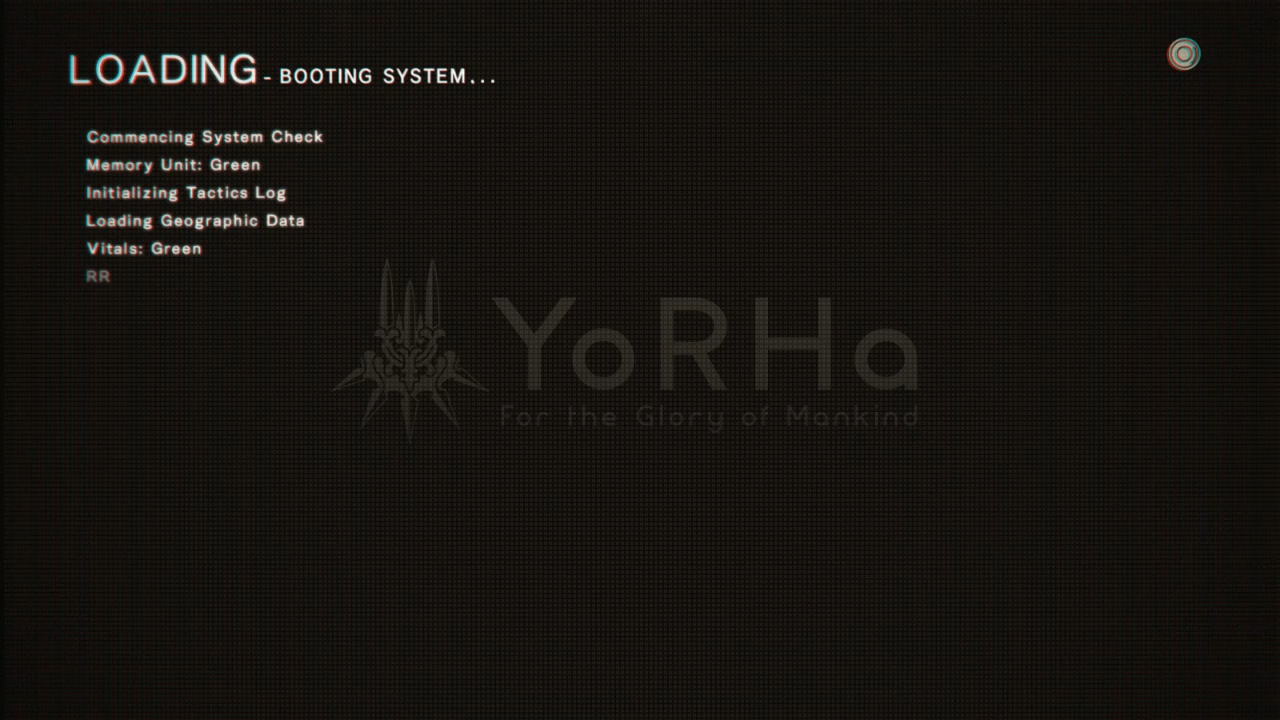 LOADING - BOOTING SYSTEM...
Commencing System Check
Memory Unit: Green
Initializing Tactics Log
Loading Geographic Data
Vitals: Green
RR
YoRHa
For the Glory of Mankind